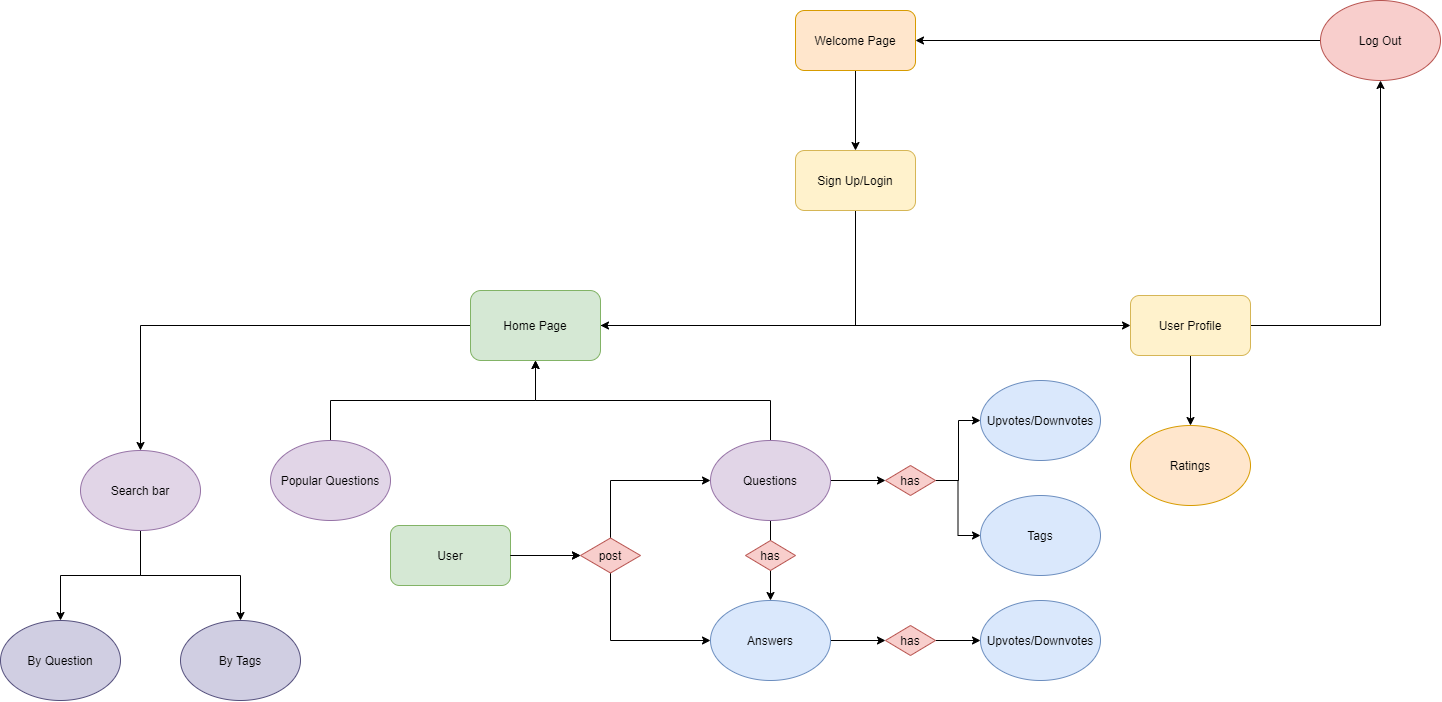 Welcome Page
Log Out
Sign Up/Login
Home Page
User Profile
Upvotes/Downvotes
Ratings
Search bar
Popular Questions
Questions
has
Tags
User
post
has
By Question
By Tags
Answers
has
Upvotes/Downvotes